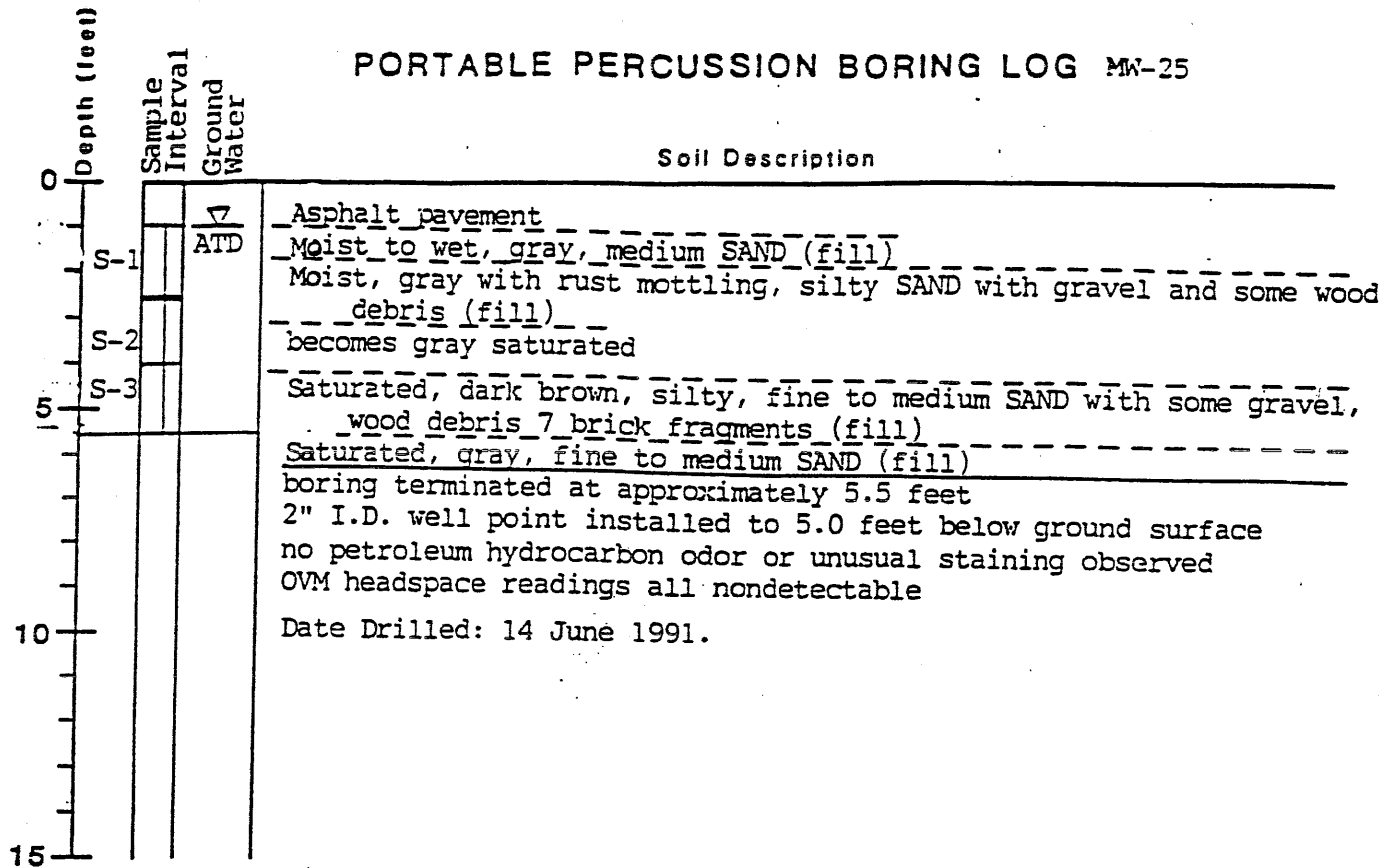 PORTABLE PERCUSSION BORING LOG MW-25
Depth (feet)
Sample
Interval
Ground
Water
Soil Description
0
Asphalt pavement
ATD
Moist to wet, gray, medium SAND (fill)
S-1
Moist, gray with rust mottling, silty SAND with gravel and some wood
debris (fill)
S-2
becomes gray saturated
S-3
Saturated, dark brown, silty, fine to medium SAND with some gravel,
5
wood debris 7 brick fragments (fill)
Saturated, gray, fine to medium SAND (fill)
boring terminated at approximately 5.5 feet
2" I.D. well point installed to 5.0 feet below ground surface
no petroleum hydrocarbon odor or unusual staining observed
OVM headspace readings all nondetectable
10
Date Drilled: 14 June 1991.
15